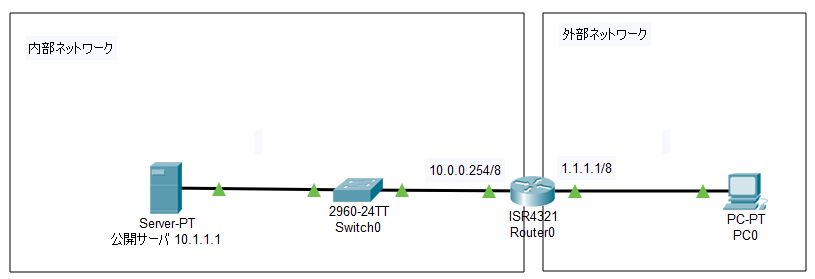 内部ネットワーク
外部ネットワーク
10.0.0.254/8
1.1.1.1/8
Server-PT
公開サーバ 10.1.1.1
2960-24TT
Switch0
ISR4321
Router0
PC-PT
PC0